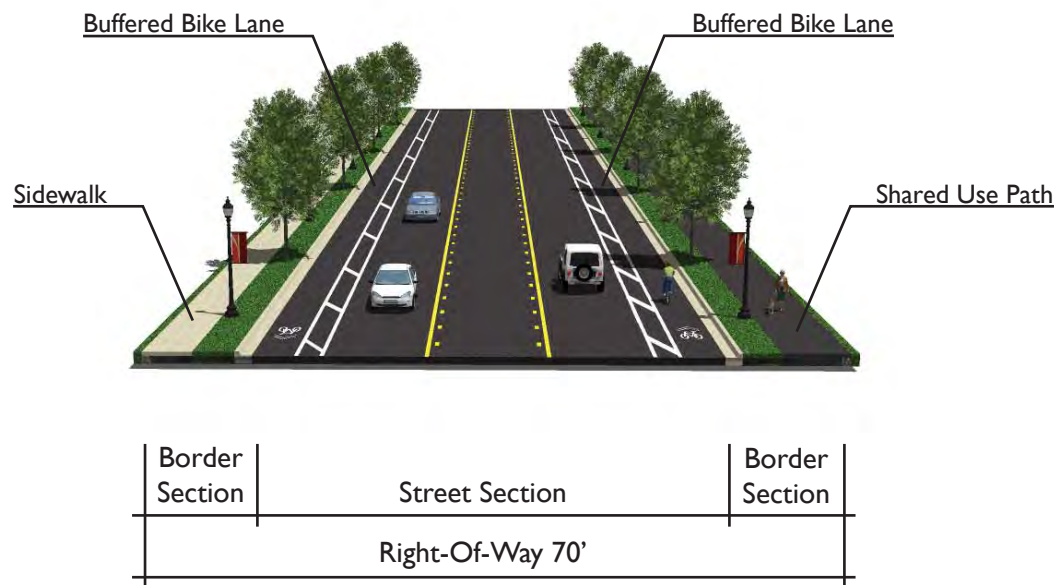 Buffered Bike Lane
Buffered Bike Lane
Sidewalk
Shared Use Path
Border
Section
Street Section
Border
Section
Right-Of-Way 70’